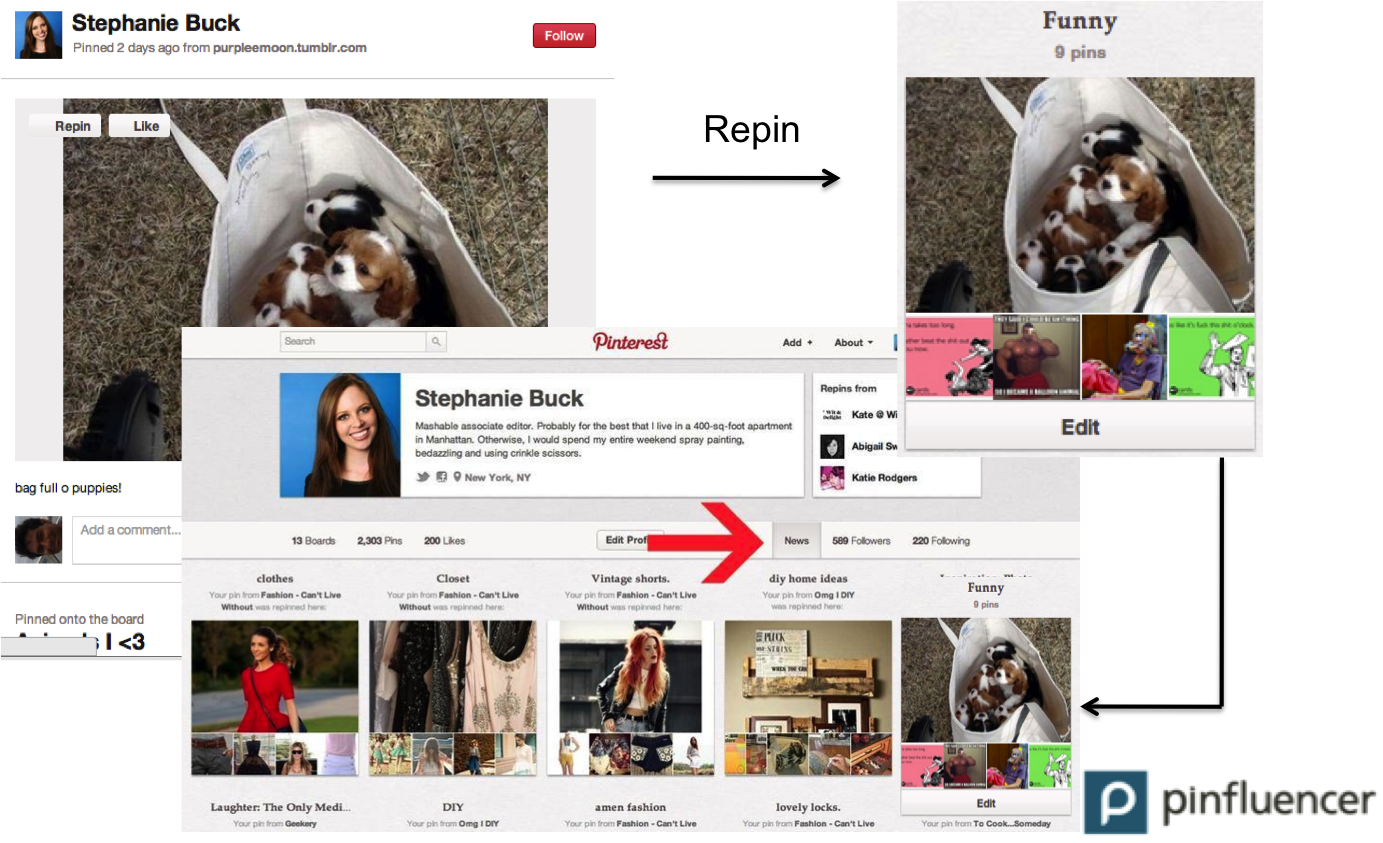 Stephanie Buck
Pinned 2 days ago from purpleemoon.tumblr.com
Follow
Repin
Like
bag full o puppies!
Add a comment...
Pinned onto the board
I <3
Repin
Funny
9 pins
takes too long.
Edit
Search
Pinterest
Add +
About
Stephanie Buck
Mashable associate editor. Probably for the best that I live in a 400-sq-foot apartment
in Manhattan. Otherwise, I would spend my entire weekend spray painting,
bedazzling and using crinkle scissors.
New York, NY
Repins from
Kate @ Wi
Abigail Sw
Katie Rodgers
13 Boards
2,303 Pins
200 Likes
Edit Prof
News
589 Followers
220 Following
clothes
Your pin from Fashion - Can't Live
Without was repinned here:
Closet
Your pin from Fashion - Can't Live
Without was repinned here:
Vintage shorts.
Your pin from Fashion - Can't Live
Without was repinned here:
diy home ideas
Your pin from Omg I DIY
was repinned here:
Funny
9 pins
Edit
Laughter: The Only Medi...
Your pin from Geekery
DIY
Your pin from Omg I DIY
amen fashion
Your pin from Fashion - Can't Live
lovely locks.
Your pin from Fashion - Can't Live
Your pin from To Cook...Someday
pinfluencer